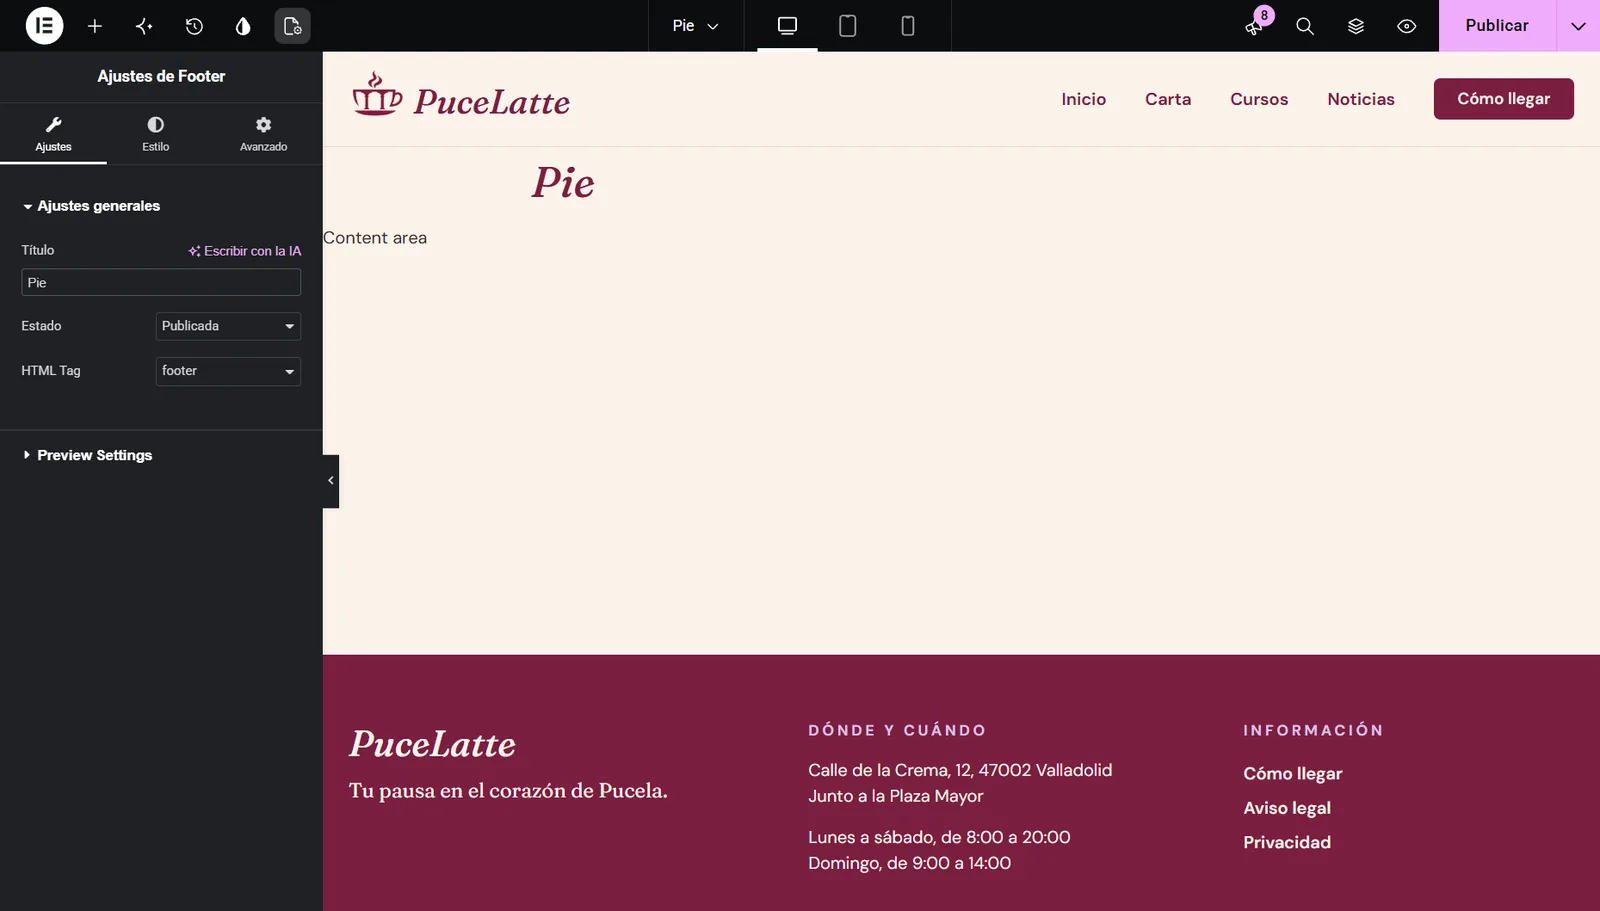 Pie
8
Publicar
Ajustes de Footer
Ajustes
Estilo
Avanzado
Ajustes generales
Título
Escribir con la IA
Pie
Estado
Publicada
HTML Tag
footer
Preview Settings
PuceLatte
Inicio
Carta
Cursos
Noticias
Cómo llegar
Pie
Content area
PuceLatte
Tu pausa en el corazón de Pucela.
DÓNDE Y CUÁNDO
Calle de la Crema, 12, 47002 Valladolid
Junto a la Plaza Mayor
Lunes a sábado, de 8:00 a 20:00
Domingo, de 9:00 a 14:00
INFORMACIÓN
Cómo llegar
Aviso legal
Privacidad